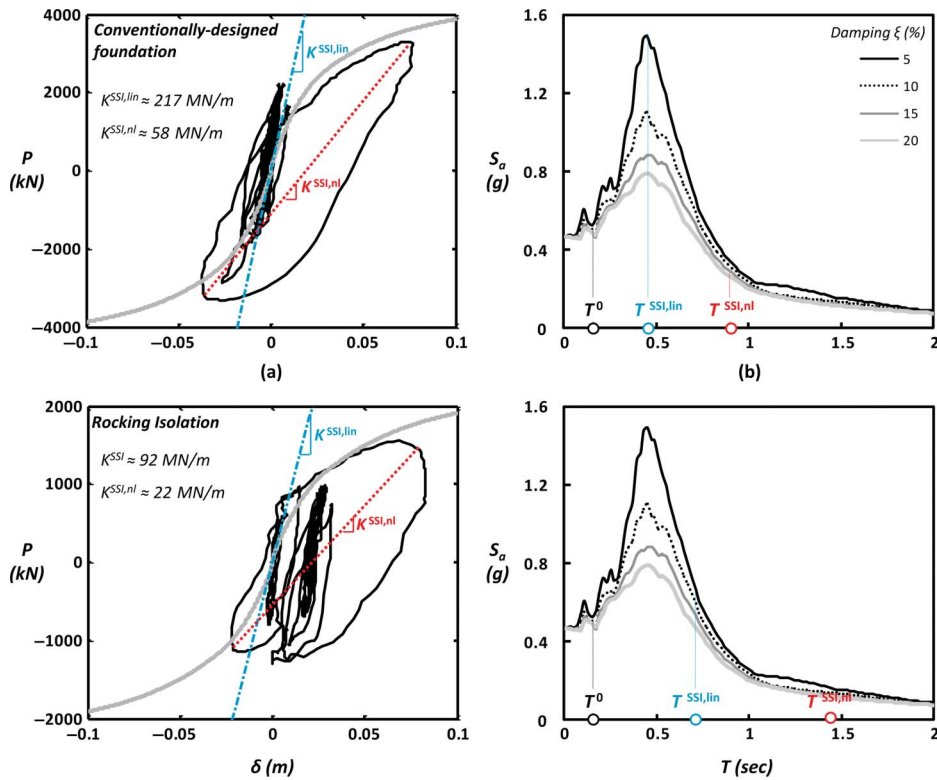 4000
2000
0
−2000
−4000
P
(kN)
Conventionally-designed
foundation
K^SSI,lin ≈ 217 MN/m
K^SSI,nl ≈ 58 MN/m
K^SSI,lin
K^SSI,nl
−0.1
−0.05
0
0.05
0.1
(a)
1.6
1.2
0.8
0.4
0
S_a
(g)
Damping ξ (%)
5
10
15
20
T^0
T^SSI,lin
T^SSI,nl
0
0.5
1
1.5
2
(b)
2000
1000
0
−1000
−2000
P
(kN)
Rocking Isolation
K^SSI ≈ 92 MN/m
K^SSI,nl ≈ 22 MN/m
K^SSI,lin
K^SSI,nl
−0.1
−0.05
0
0.05
0.1
δ (m)
1.6
1.2
0.8
0.4
0
S_a
(g)
T^0
T^SSI,lin
T^SSI,nl
0
0.5
1
1.5
2
T (sec)